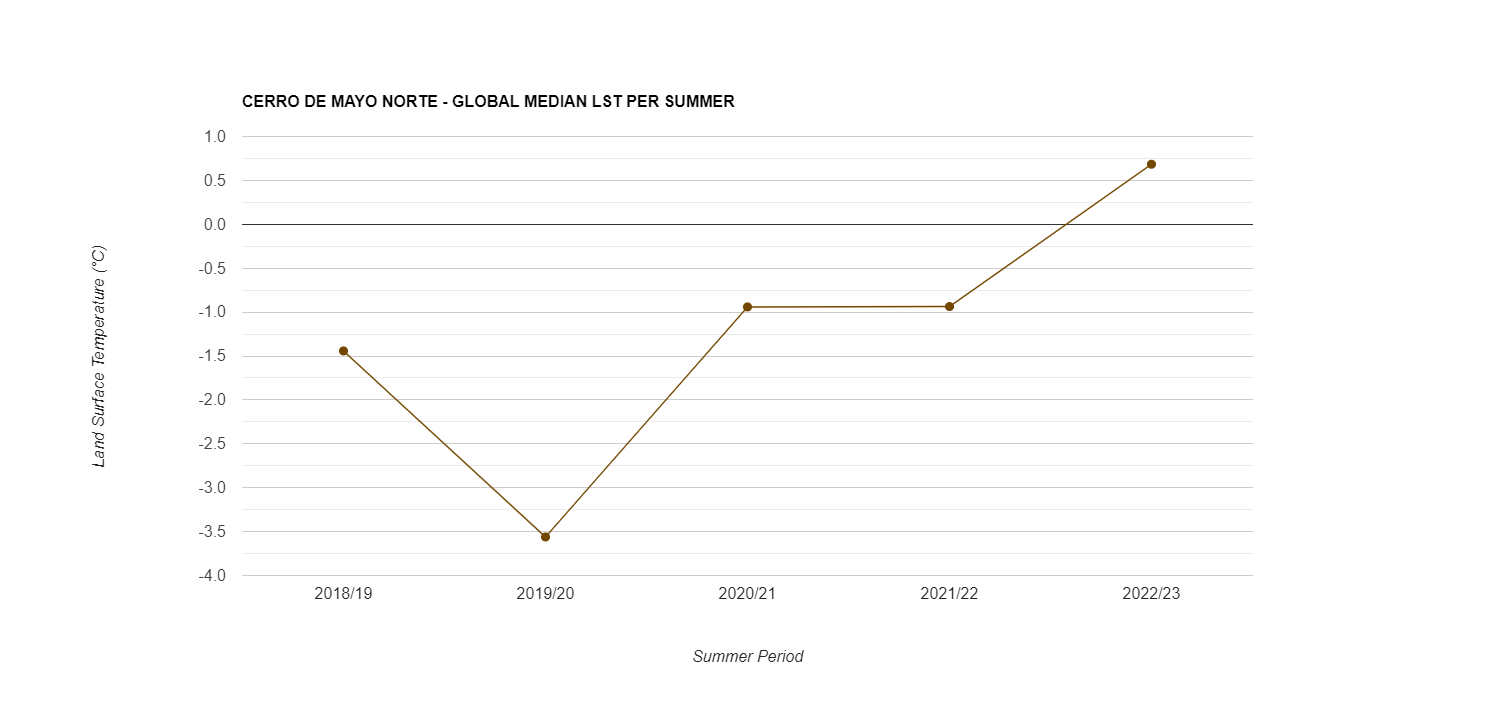 CERRO DE MAYO NORTE - GLOBAL MEDIAN LST PER SUMMER
Land Surface Temperature (°C)
1.0
0.5
0.0
-0.5
-1.0
-1.5
-2.0
-2.5
-3.0
-3.5
-4.0
2018/19 2019/20 2020/21 2021/22 2022/23
Summer Period